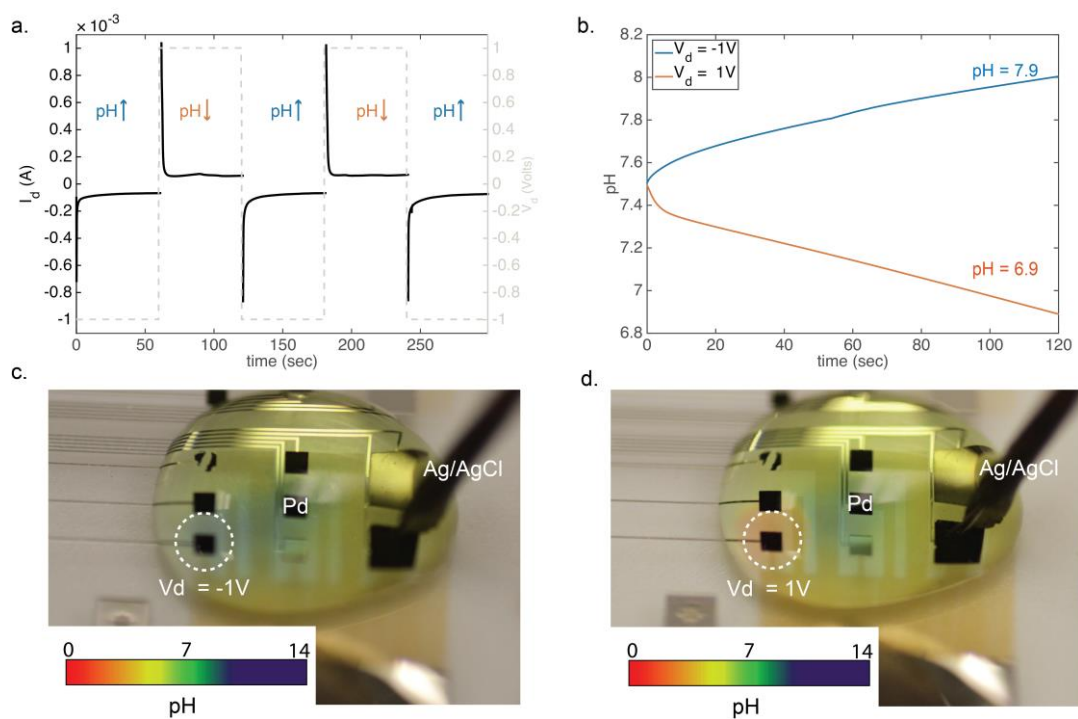 a.
× 10⁻³
1
0.8
0.6
0.4
0.2
0
-0.2
-0.4
-0.6
-0.8
-1
I_d (A)
pH↑ pH↓ pH↑ pH↓ pH↑
1
0.8
0.6
0.4
0.2
0
-0.2
-0.4
-0.6
-0.8
-1
V_d (Volts)
0 50 100 150 200 250
time (sec)
b.
8.2
8
7.8
7.6
7.4
7.2
7
6.8
pH
V_d = -1V
V_d = 1V
pH = 7.9
pH = 6.9
0 20 40 60 80 100 120
time (sec)
c.
Ag/AgCl
Pd
Vd = -1V
0 7 14
pH
d.
Ag/AgCl
Pd
Vd = 1V
0 7 14
pH